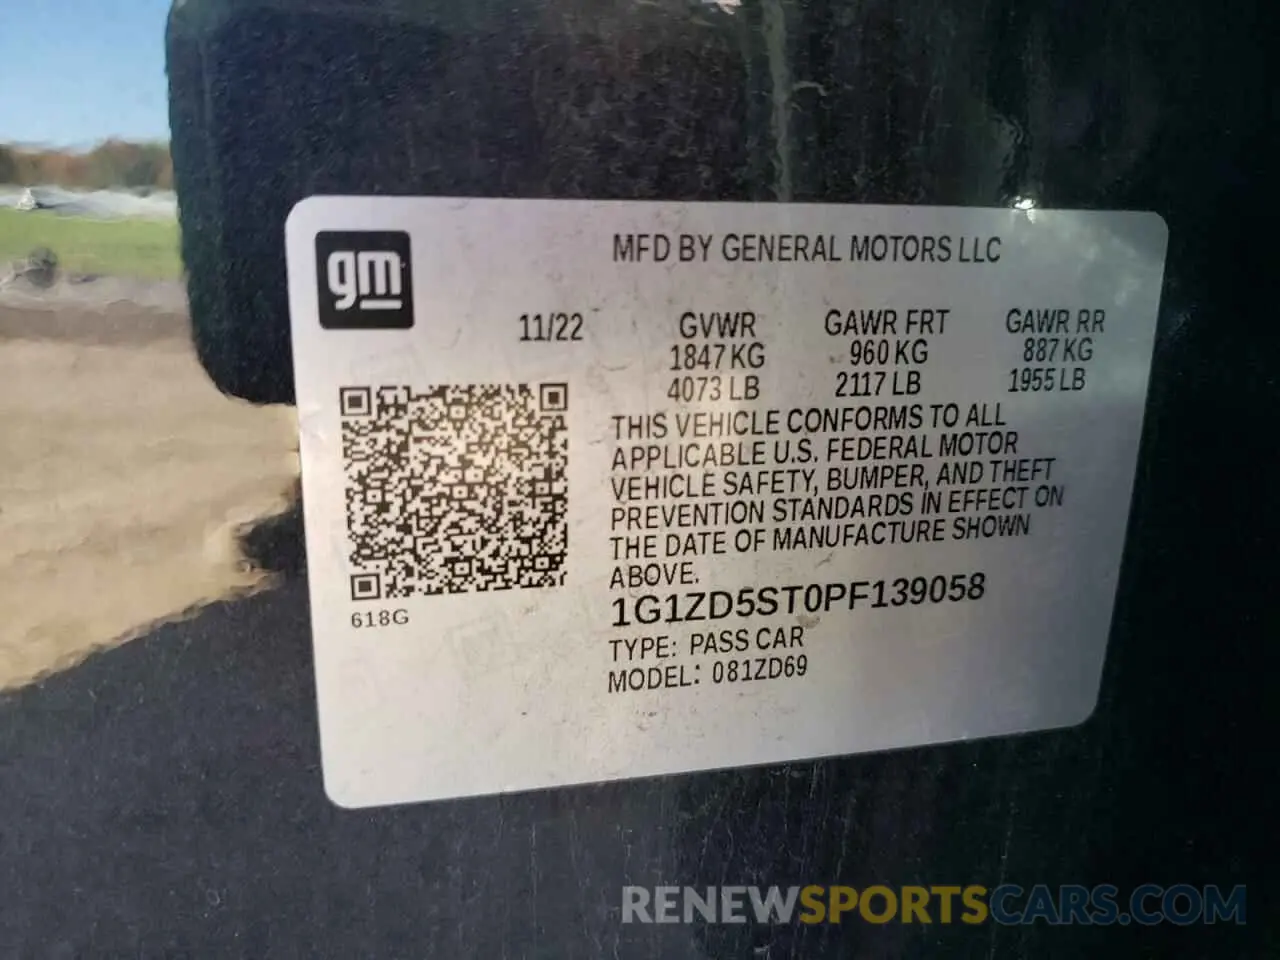 gm
MFD BY GENERAL MOTORS LLC
11/22 GVWR GAWR FRT GAWR RR
1847 KG 960 KG 887 KG
4073 LB 2117 LB 1955 LB
THIS VEHICLE CONFORMS TO ALL
APPLICABLE U.S. FEDERAL MOTOR
VEHICLE SAFETY, BUMPER, AND THEFT
PREVENTION STANDARDS IN EFFECT ON
THE DATE OF MANUFACTURE SHOWN
ABOVE.
1G1ZD5ST0PF139058
TYPE: PASS CAR
MODEL: 081ZD69
618G
RENEWSPORTSCARS.COM